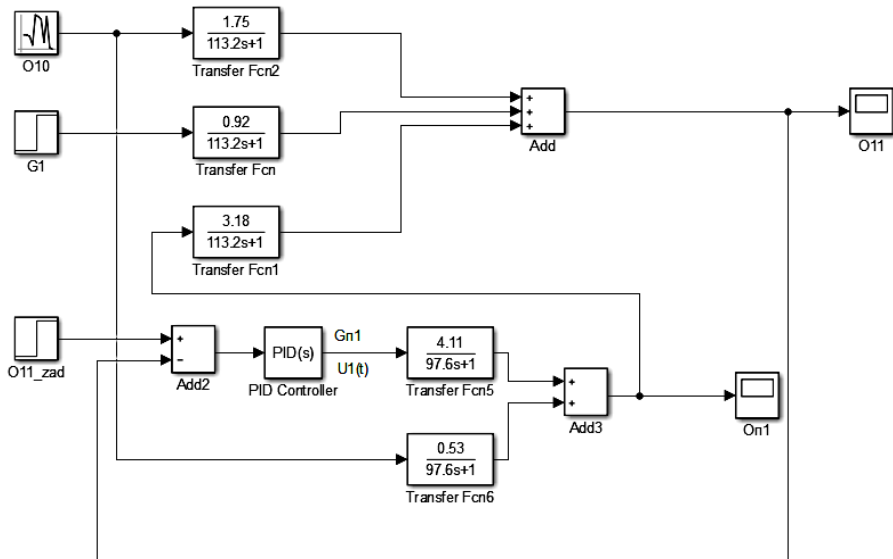 O10
1.75
113.2s+1
Transfer Fcn2
G1
0.92
113.2s+1
Transfer Fcn
+
+
+
Add
O11
3.18
113.2s+1
Transfer Fcn1
O11_zad
+
−
Add2
PID(s)
PID Controller
Gп1
U1(t)
4.11
97.6s+1
Transfer Fcn5
+
+
Add3
Oп1
0.53
97.6s+1
Transfer Fcn6